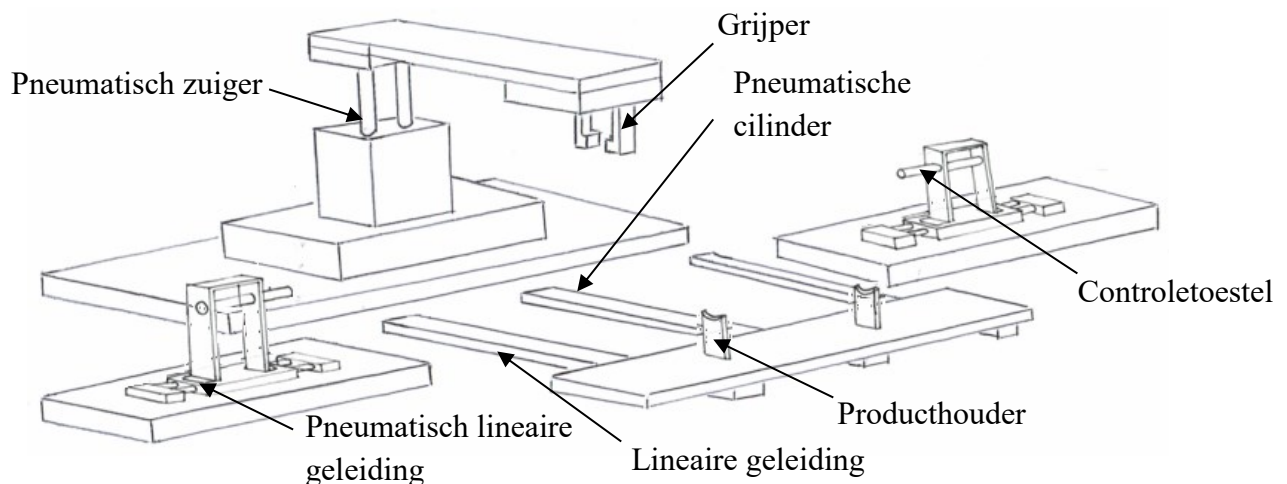 Grijper
Pneumatisch zuiger
Pneumatische
cilinder
Controletoestel
Producthouder
Pneumatisch lineaire
geleiding
Lineaire geleiding